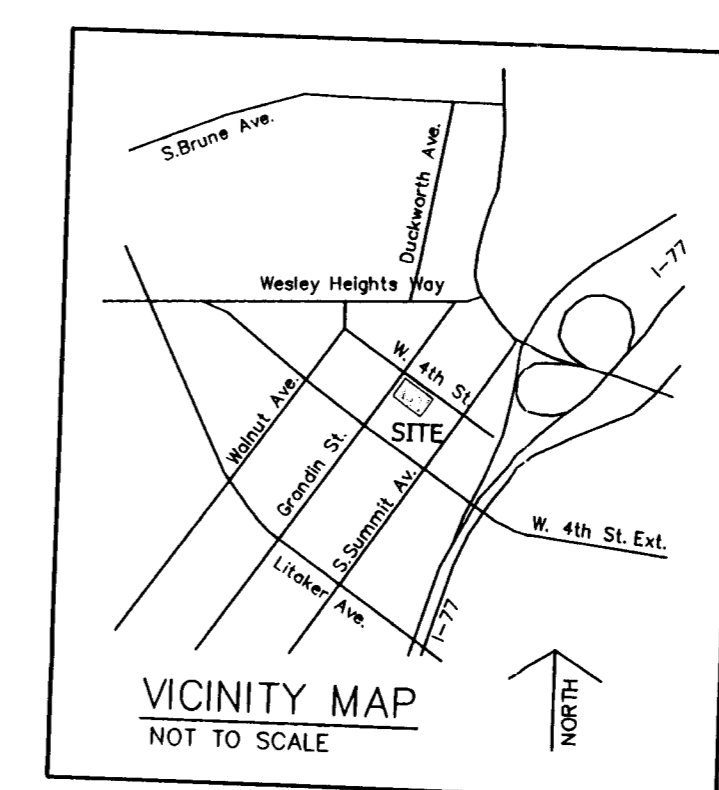 S.Brune Ave.
Duckworth Ave.
I-77
Wesley Heights Way
W. 4th St.
SITE
Walnut Ave.
Grandin St.
S.Summit Av.
W. 4th St. Ext.
Litaker Ave.
I-77
VICINITY MAP
NOT TO SCALE
NORTH